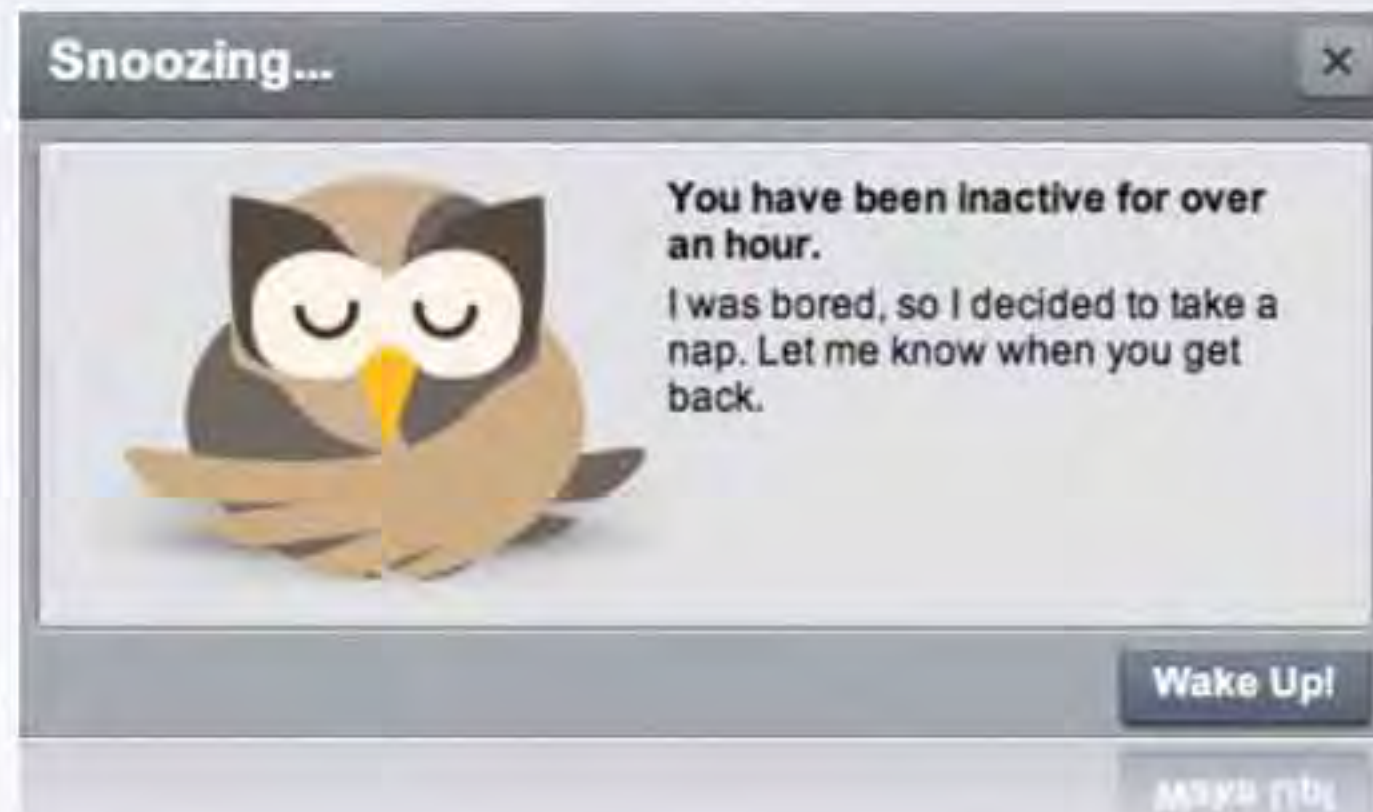 Snoozing...
You have been inactive for over
an hour.
I was bored, so I decided to take a
nap. Let me know when you get
back.
Wake Up!